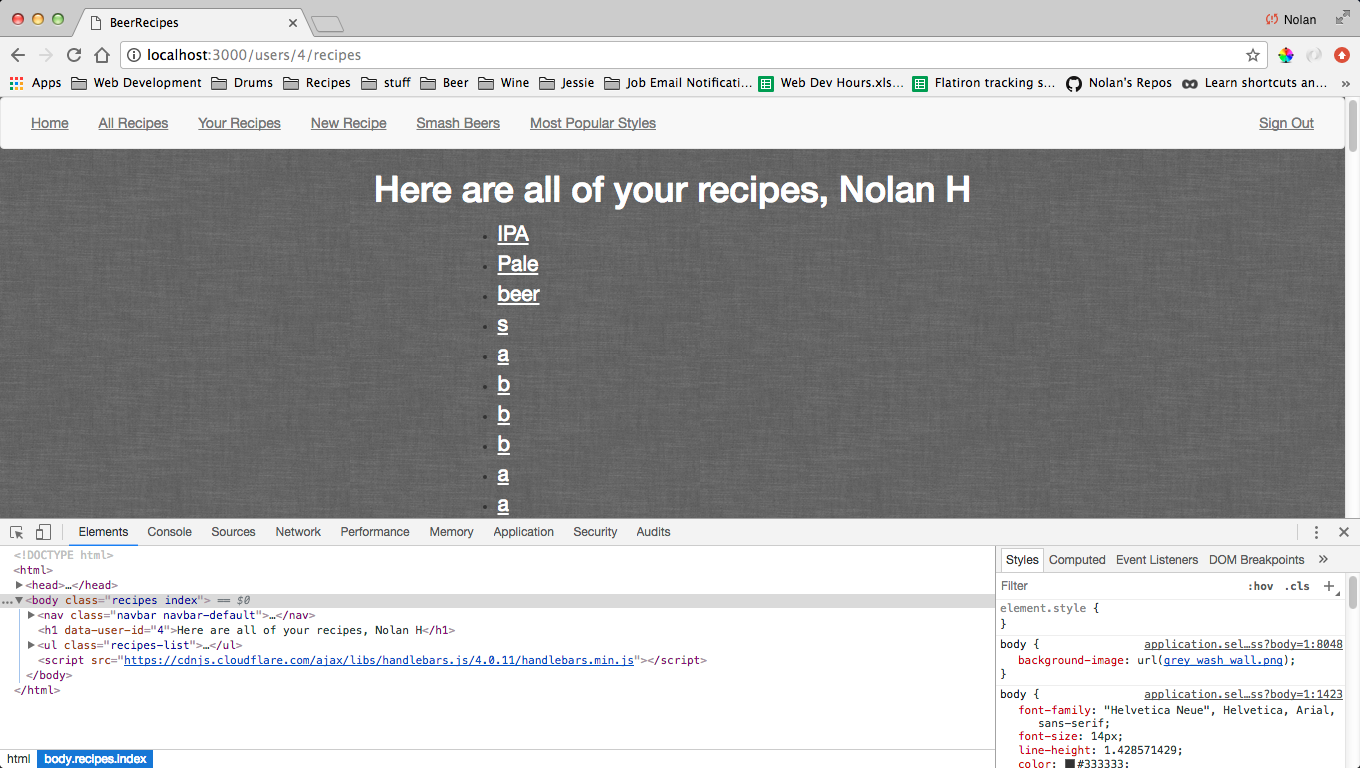 BeerRecipes
Nolan
localhost:3000/users/4/recipes
Apps Web Development Drums Recipes stuff Beer Wine Jessie Job Email Notificati... Web Dev Hours.xls... Flatiron tracking s... Nolan's Repos Learn shortcuts an... »
Home All Recipes Your Recipes New Recipe Smash Beers Most Popular Styles Sign Out
Here are all of your recipes, Nolan H
IPA
Pale
beer
s
a
b
b
b
a
a
Elements Console Sources Network Performance Memory Application Security Audits
<!DOCTYPE html>
<html>
<head>…</head>
<body class="recipes index"> == $0
<nav class="navbar navbar-default">…</nav>
<h1 data-user-id="4">Here are all of your recipes, Nolan H</h1>
<ul class="recipes-list">…</ul>
<script src="https://cdnjs.cloudflare.com/ajax/libs/handlebars.js/4.0.11/handlebars.min.js"></script>
</body>
</html>
html body.recipes.index
Styles Computed Event Listeners DOM Breakpoints »
Filter :hov .cls +
element.style {
}
body { application.sel…ss?body=1:8048
background-image: url(grey_wash_wall.png);
}
body { application.sel…ss?body=1:1423
font-family: "Helvetica Neue", Helvetica, Arial,
sans-serif;
font-size: 14px;
line-height: 1.428571429;
color: #333333;